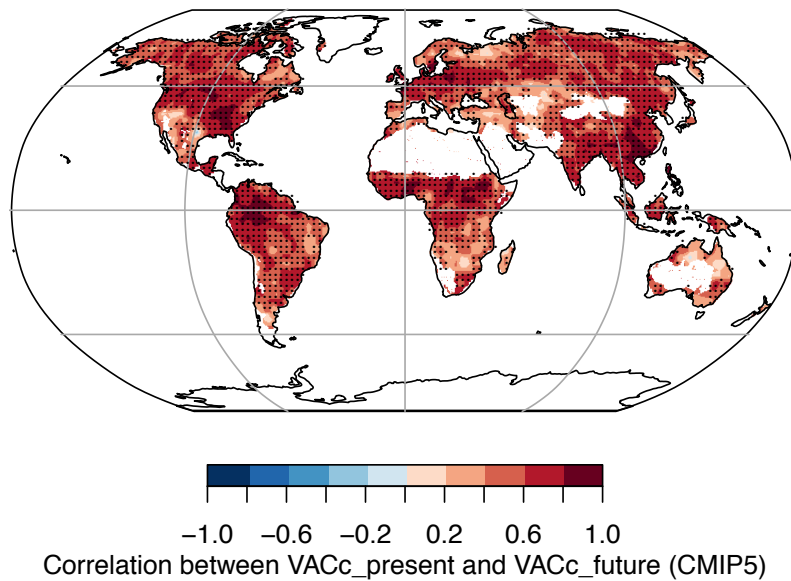 −1.0 −0.6 −0.2 0.2 0.6 1.0
Correlation between VACc_present and VACc_future (CMIP5)